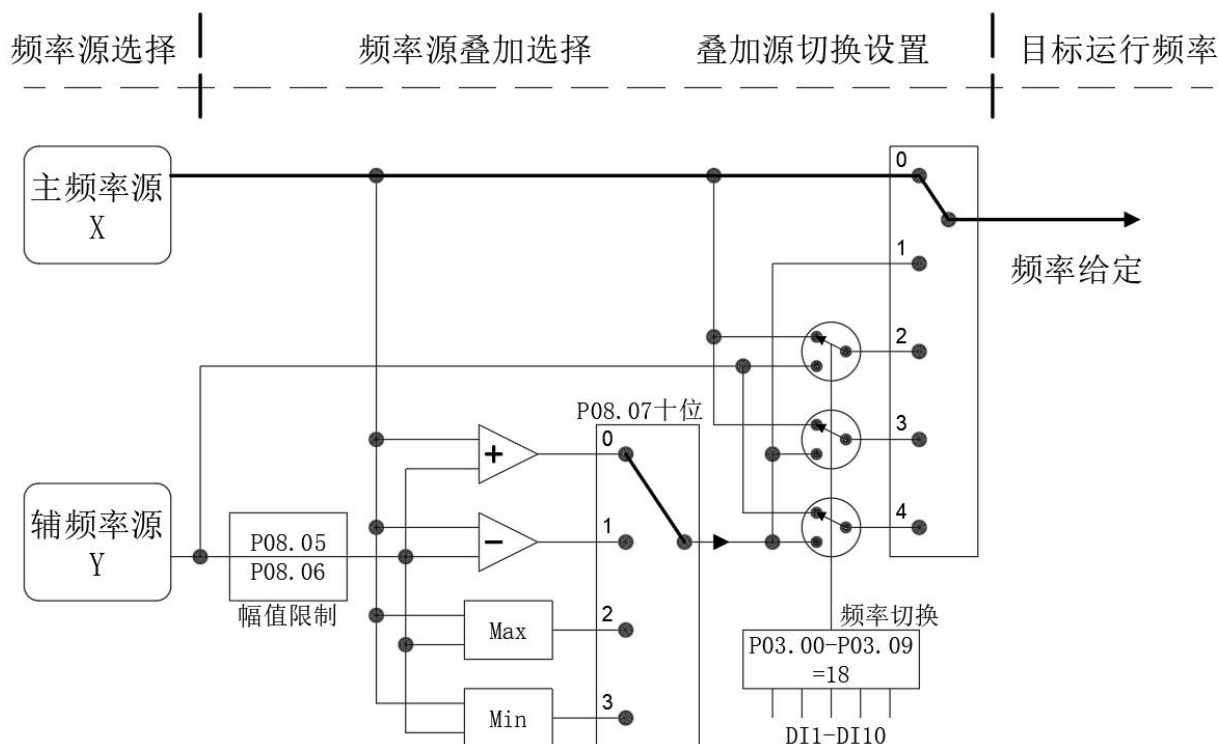 频率源选择
频率源叠加选择
叠加源切换设置
目标运行频率
主频率源
X
0
1
2
3
4
频率给定
P08.07十位
辅频率源
Y
P08.05
P08.06
幅值限制
+
−
Max
Min
0
1
2
3
频率切换
P03.00-P03.09
=18
DI1-DI10